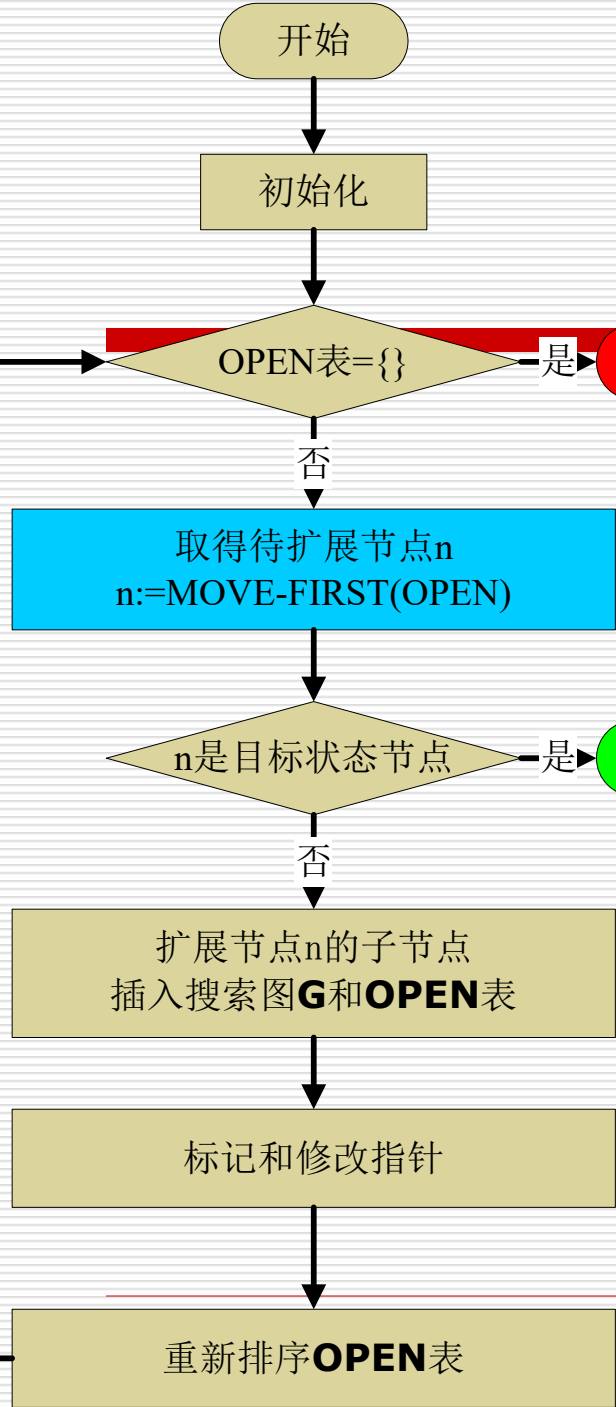 开始
初始化
OPEN表={}
是
否
取得待扩展节点n
n:=MOVE-FIRST(OPEN)
n是目标状态节点
是
否
扩展节点n的子节点
插入搜索图G和OPEN表
标记和修改指针
重新排序OPEN表